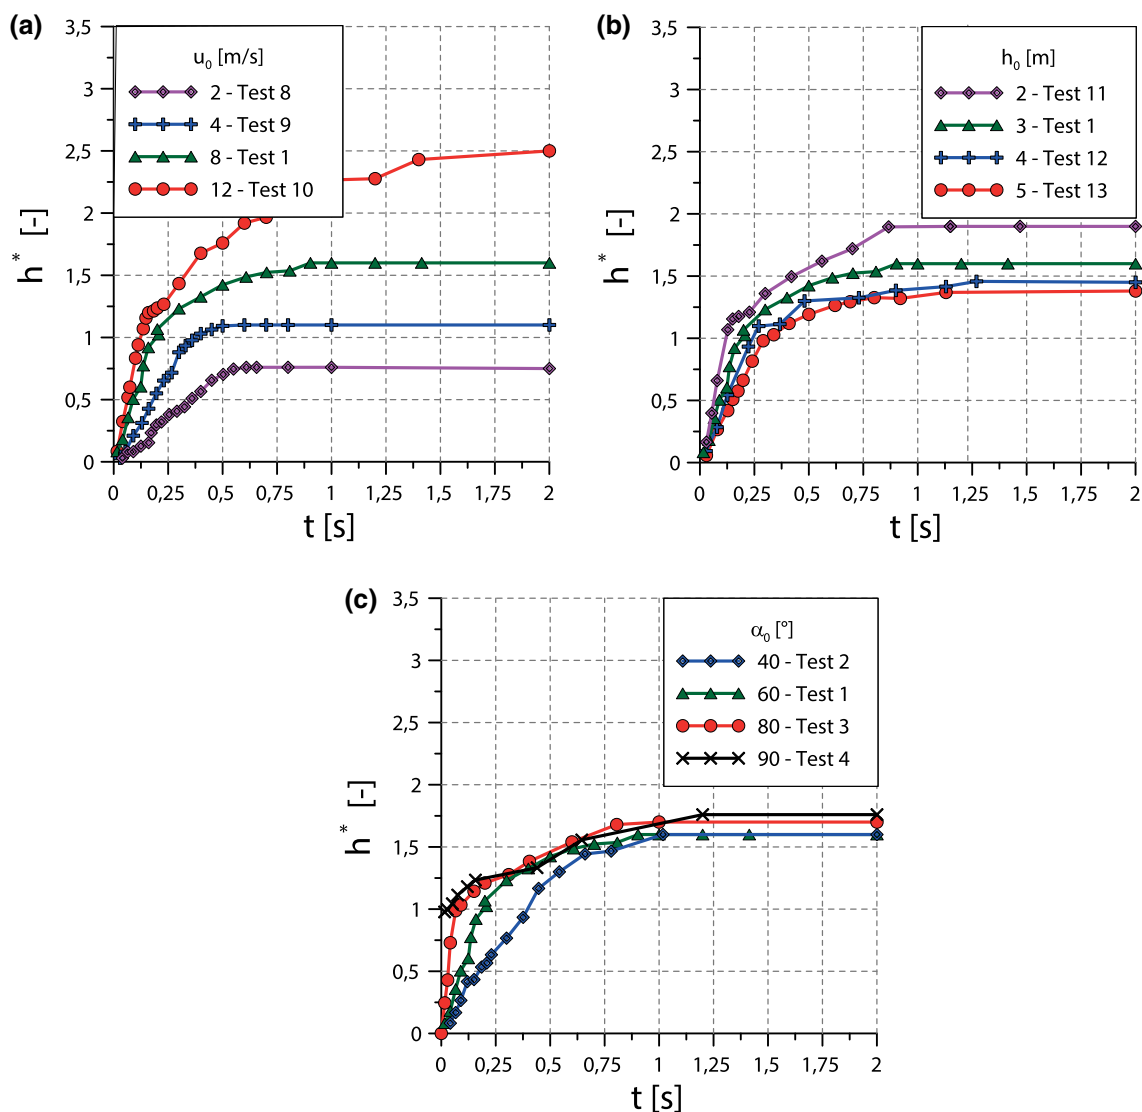 (a)
3,5
3
2,5
2
1,5
1
0,5
0
h* [-]
u0 [m/s]
2 - Test 8
4 - Test 9
8 - Test 1
12 - Test 10
0 0,25 0,5 0,75 1 1,25 1,5 1,75 2
t [s]
(b)
3,5
3
2,5
2
1,5
1
0,5
0
h* [-]
h0 [m]
2 - Test 11
3 - Test 1
4 - Test 12
5 - Test 13
0 0,25 0,5 0,75 1 1,25 1,5 1,75 2
t [s]
(c)
3,5
3
2,5
2
1,5
1
0,5
0
h* [-]
α0 [°]
40 - Test 2
60 - Test 1
80 - Test 3
90 - Test 4
0 0,25 0,5 0,75 1 1,25 1,5 1,75 2
t [s]